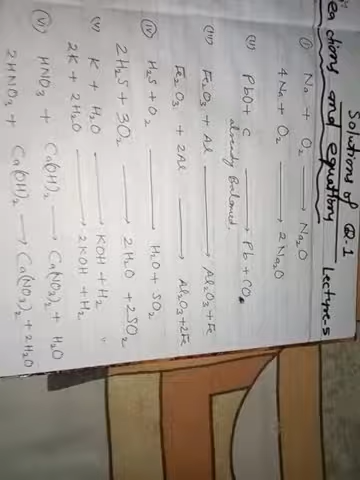 Solutions of Q.1
eactions and equations Lecture-5
(i) Na + O₂ ⟶ Na₂O
4Na + O₂ ⟶ 2Na₂O
(ii) PbO + C ⟶ Pb + CO
already Balanced.
(iii) Fe₂O₃ + Al ⟶ Al₂O₃ + Fe
Fe₂O₃ + 2Al ⟶ Al₂O₃ + 2Fe
(iv) H₂S + O₂ ⟶ H₂O + SO₂
2H₂S + 3O₂ ⟶ 2H₂O + 2SO₂
(v) K + H₂O ⟶ KOH + H₂
2K + 2H₂O ⟶ 2KOH + H₂
(vi) HNO₃ + Ca(OH)₂ ⟶ Ca(NO₃)₂ + H₂O
2HNO₃ + Ca(OH)₂ ⟶ Ca(NO₃)₂ + 2H₂O